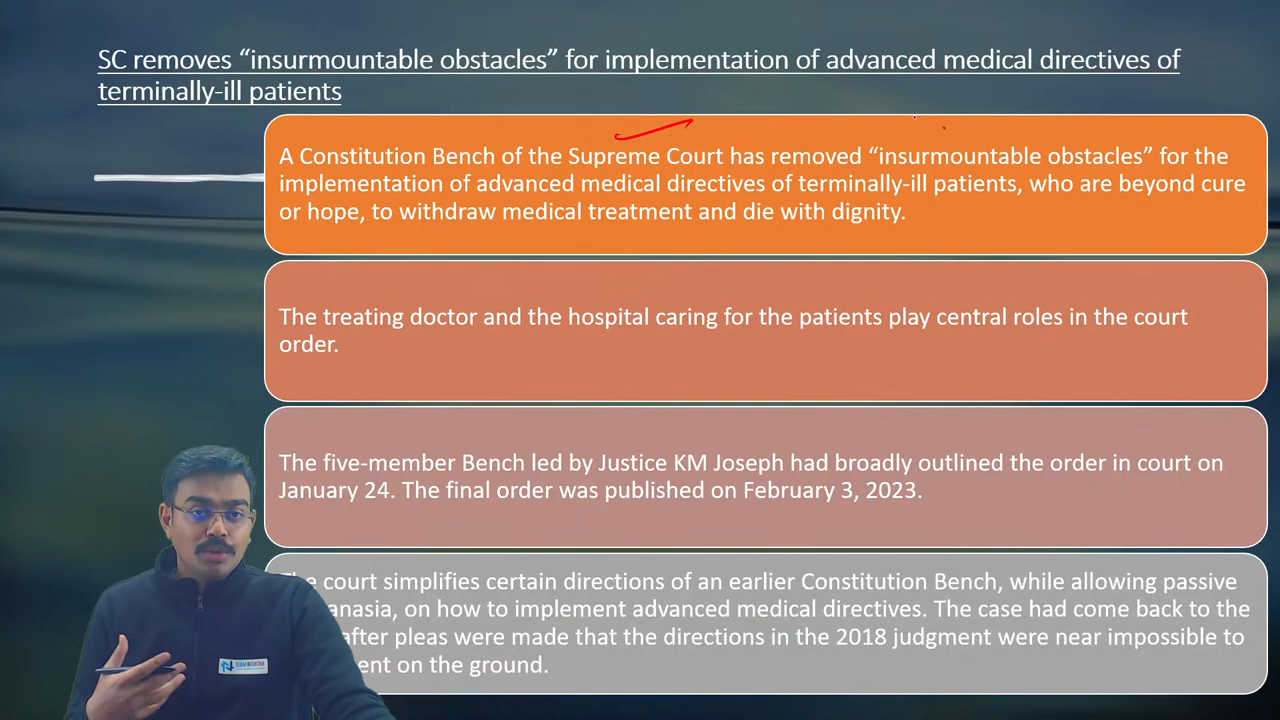 SC removes “insurmountable obstacles” for implementation of advanced medical directives of
terminally-ill patients
A Constitution Bench of the Supreme Court has removed “insurmountable obstacles” for the
implementation of advanced medical directives of terminally-ill patients, who are beyond cure
or hope, to withdraw medical treatment and die with dignity.
The treating doctor and the hospital caring for the patients play central roles in the court
order.
The five-member Bench led by Justice KM Joseph had broadly outlined the order in court on
January 24. The final order was published on February 3, 2023.
court simplifies certain directions of an earlier Constitution Bench, while allowing passive
on how to implement advanced medical directives. The case had come back to the
after pleas were made that the directions in the 2018 judgment were near impossible to
on the ground.